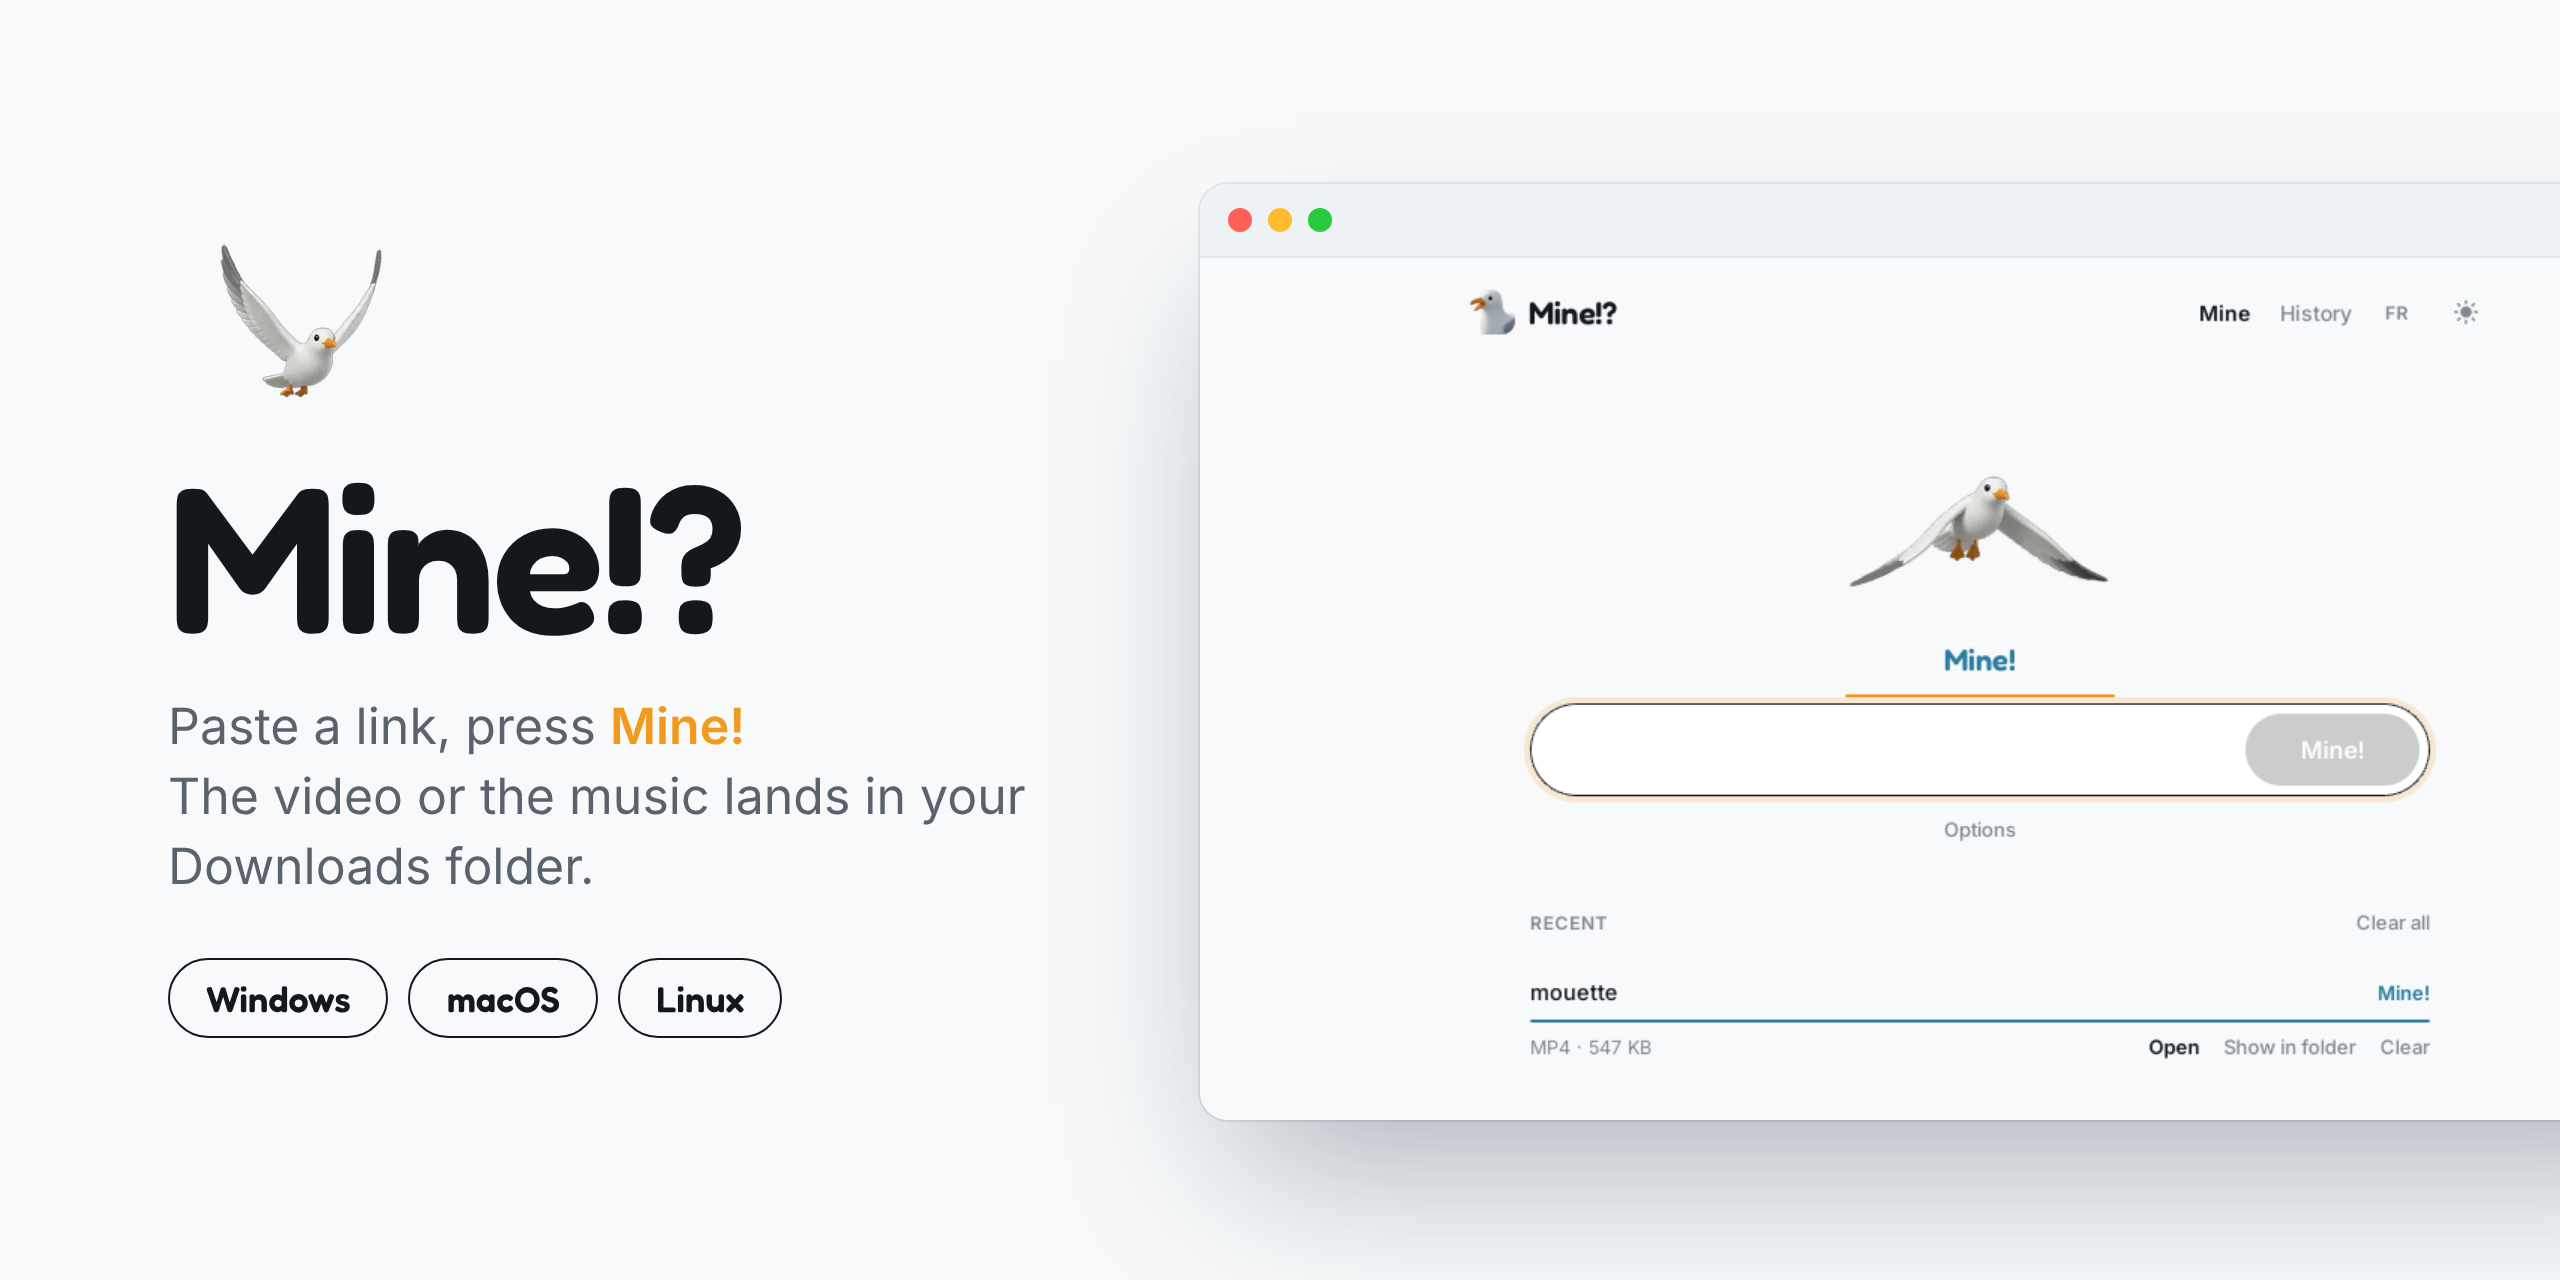 Mine!?
Paste a link, press Mine!
The video or the music lands in your
Downloads folder.
Windows macOS Linux
Mine!? Mine History FR
Mine!
Mine!
Options
RECENT Clear all
mouette Mine!
MP4 · 547 KB Open Show in folder Clear